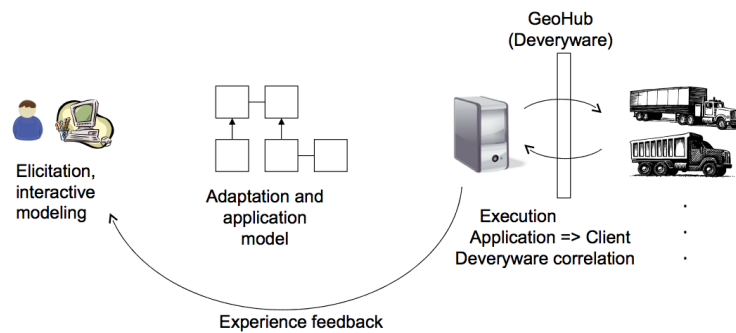 GeoHub
(Deveryware)
Elicitation,
interactive
modeling
Adaptation and
application
model
Execution
Application => Client
Deveryware correlation
Experience feedback